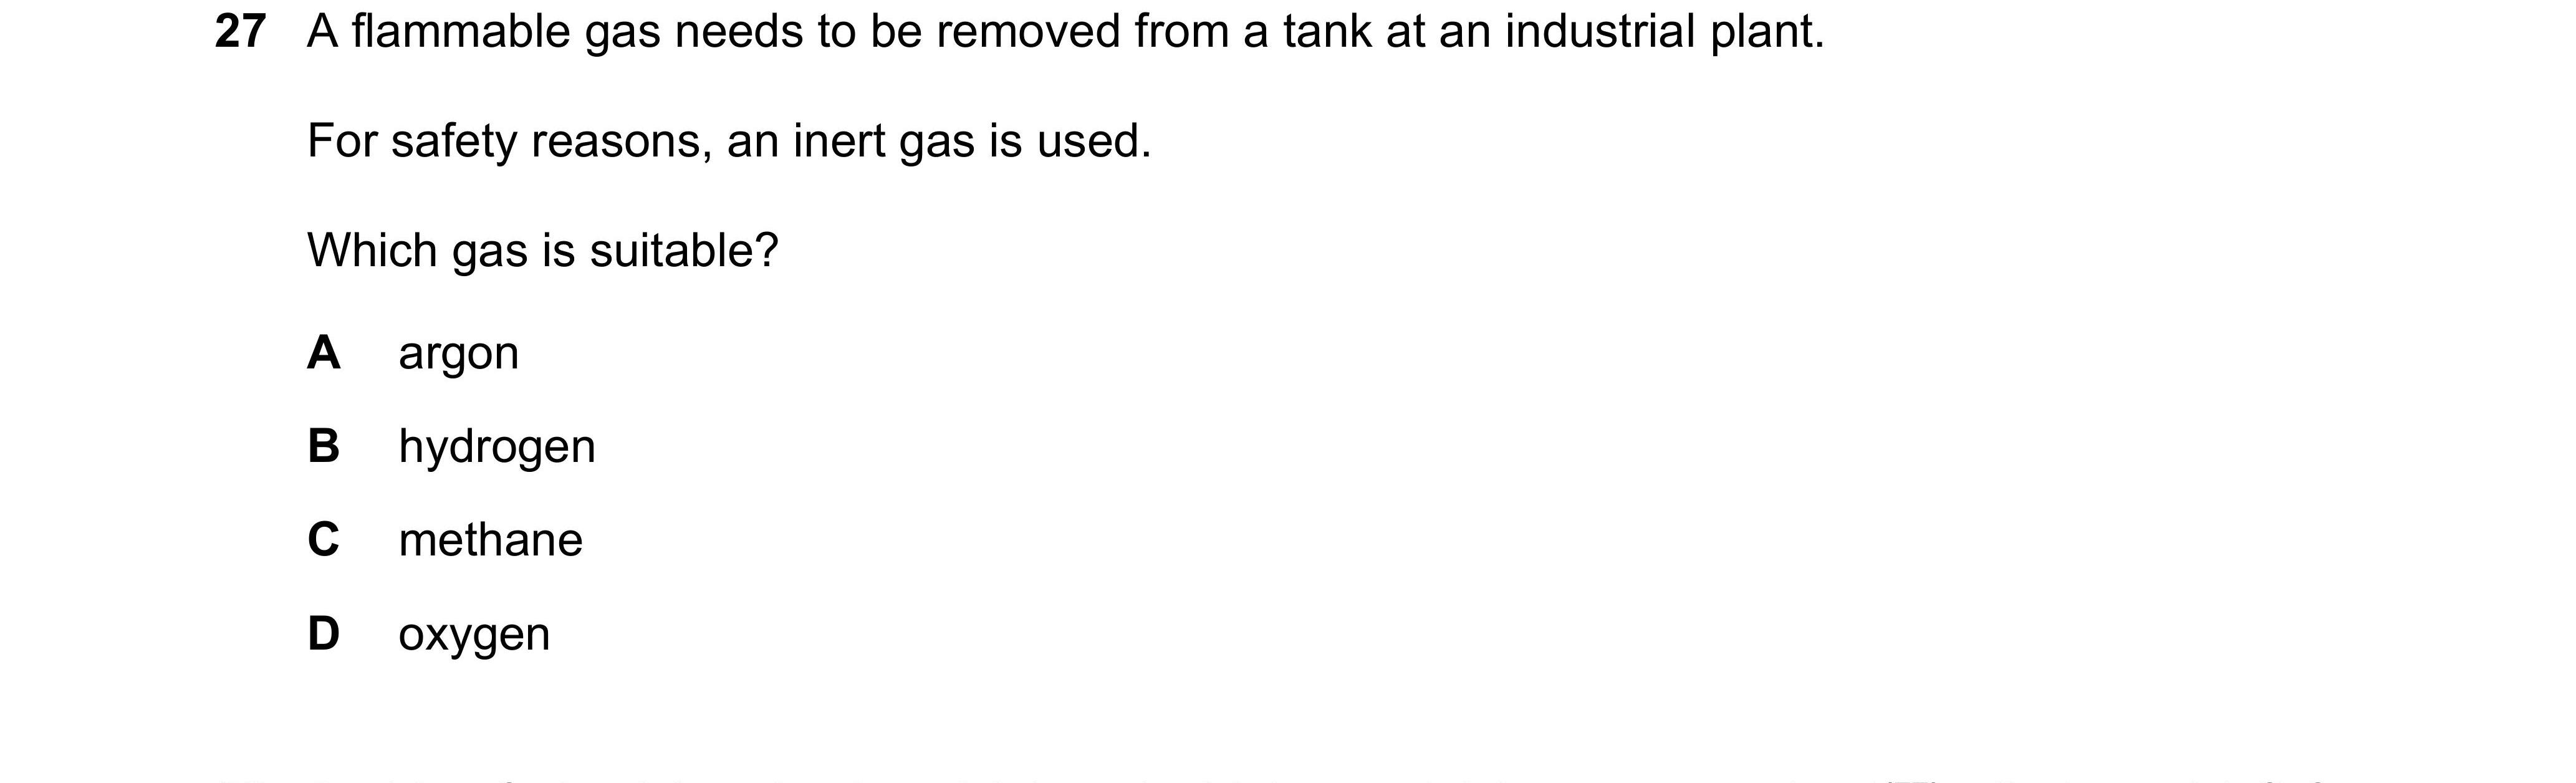 27 A flammable gas needs to be removed from a tank at an industrial plant.
For safety reasons, an inert gas is used.
Which gas is suitable?
A argon
B hydrogen
C methane
D oxygen